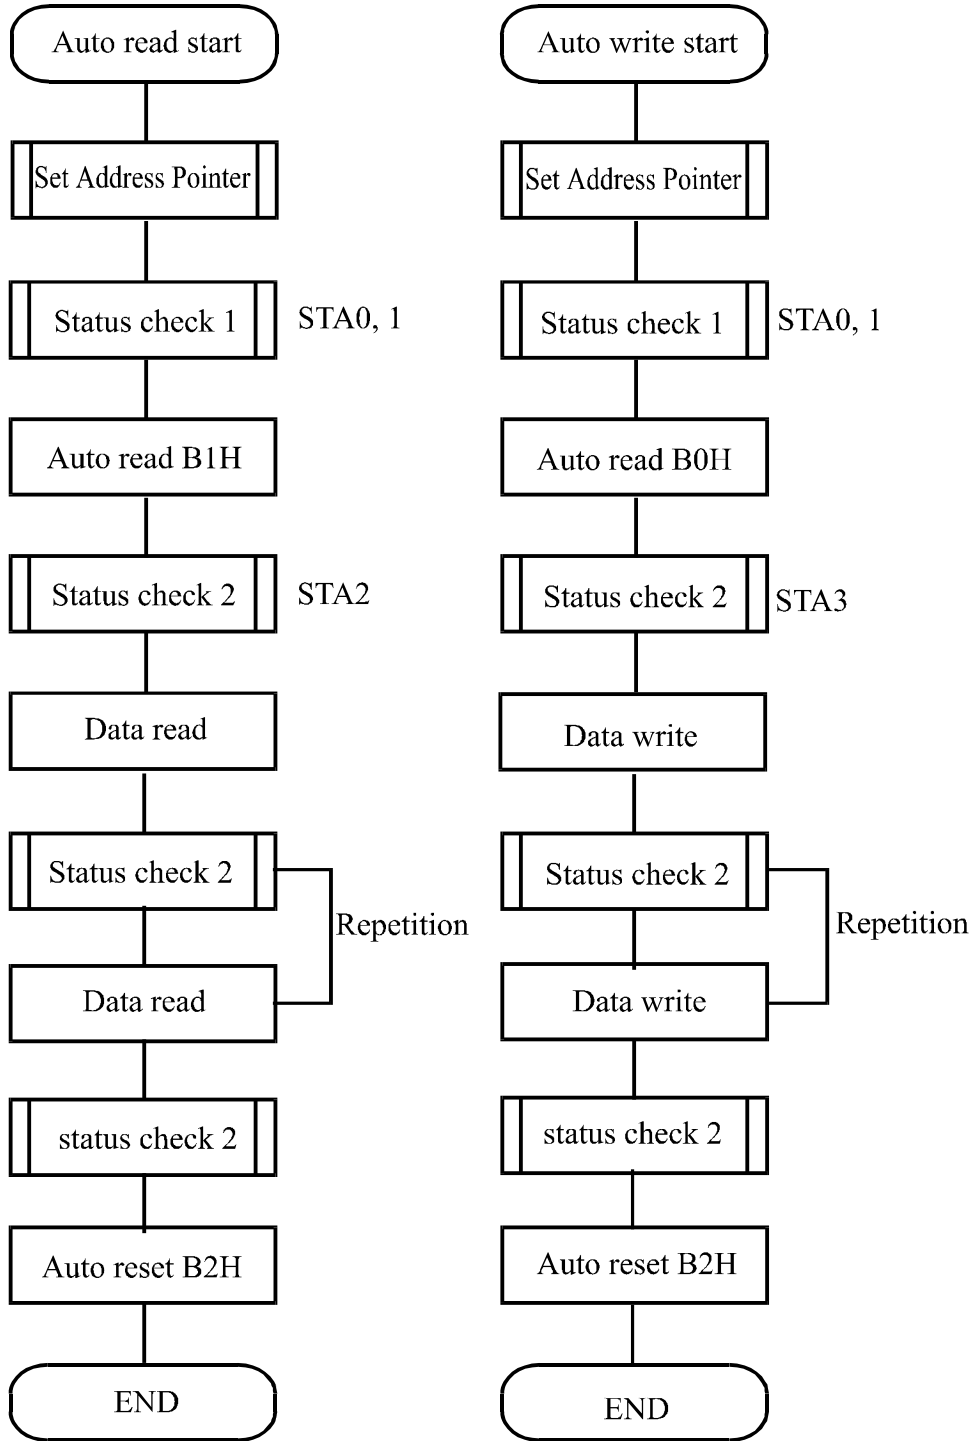 Auto read start
Set Address Pointer
Status check 1
STA0, 1
Auto read B1H
Status check 2
STA2
Data read
Status check 2
Repetition
Data read
status check 2
Auto reset B2H
END
Auto write start
Set Address Pointer
Status check 1
STA0, 1
Auto read B0H
Status check 2
STA3
Data write
Status check 2
Repetition
Data write
status check 2
Auto reset B2H
END